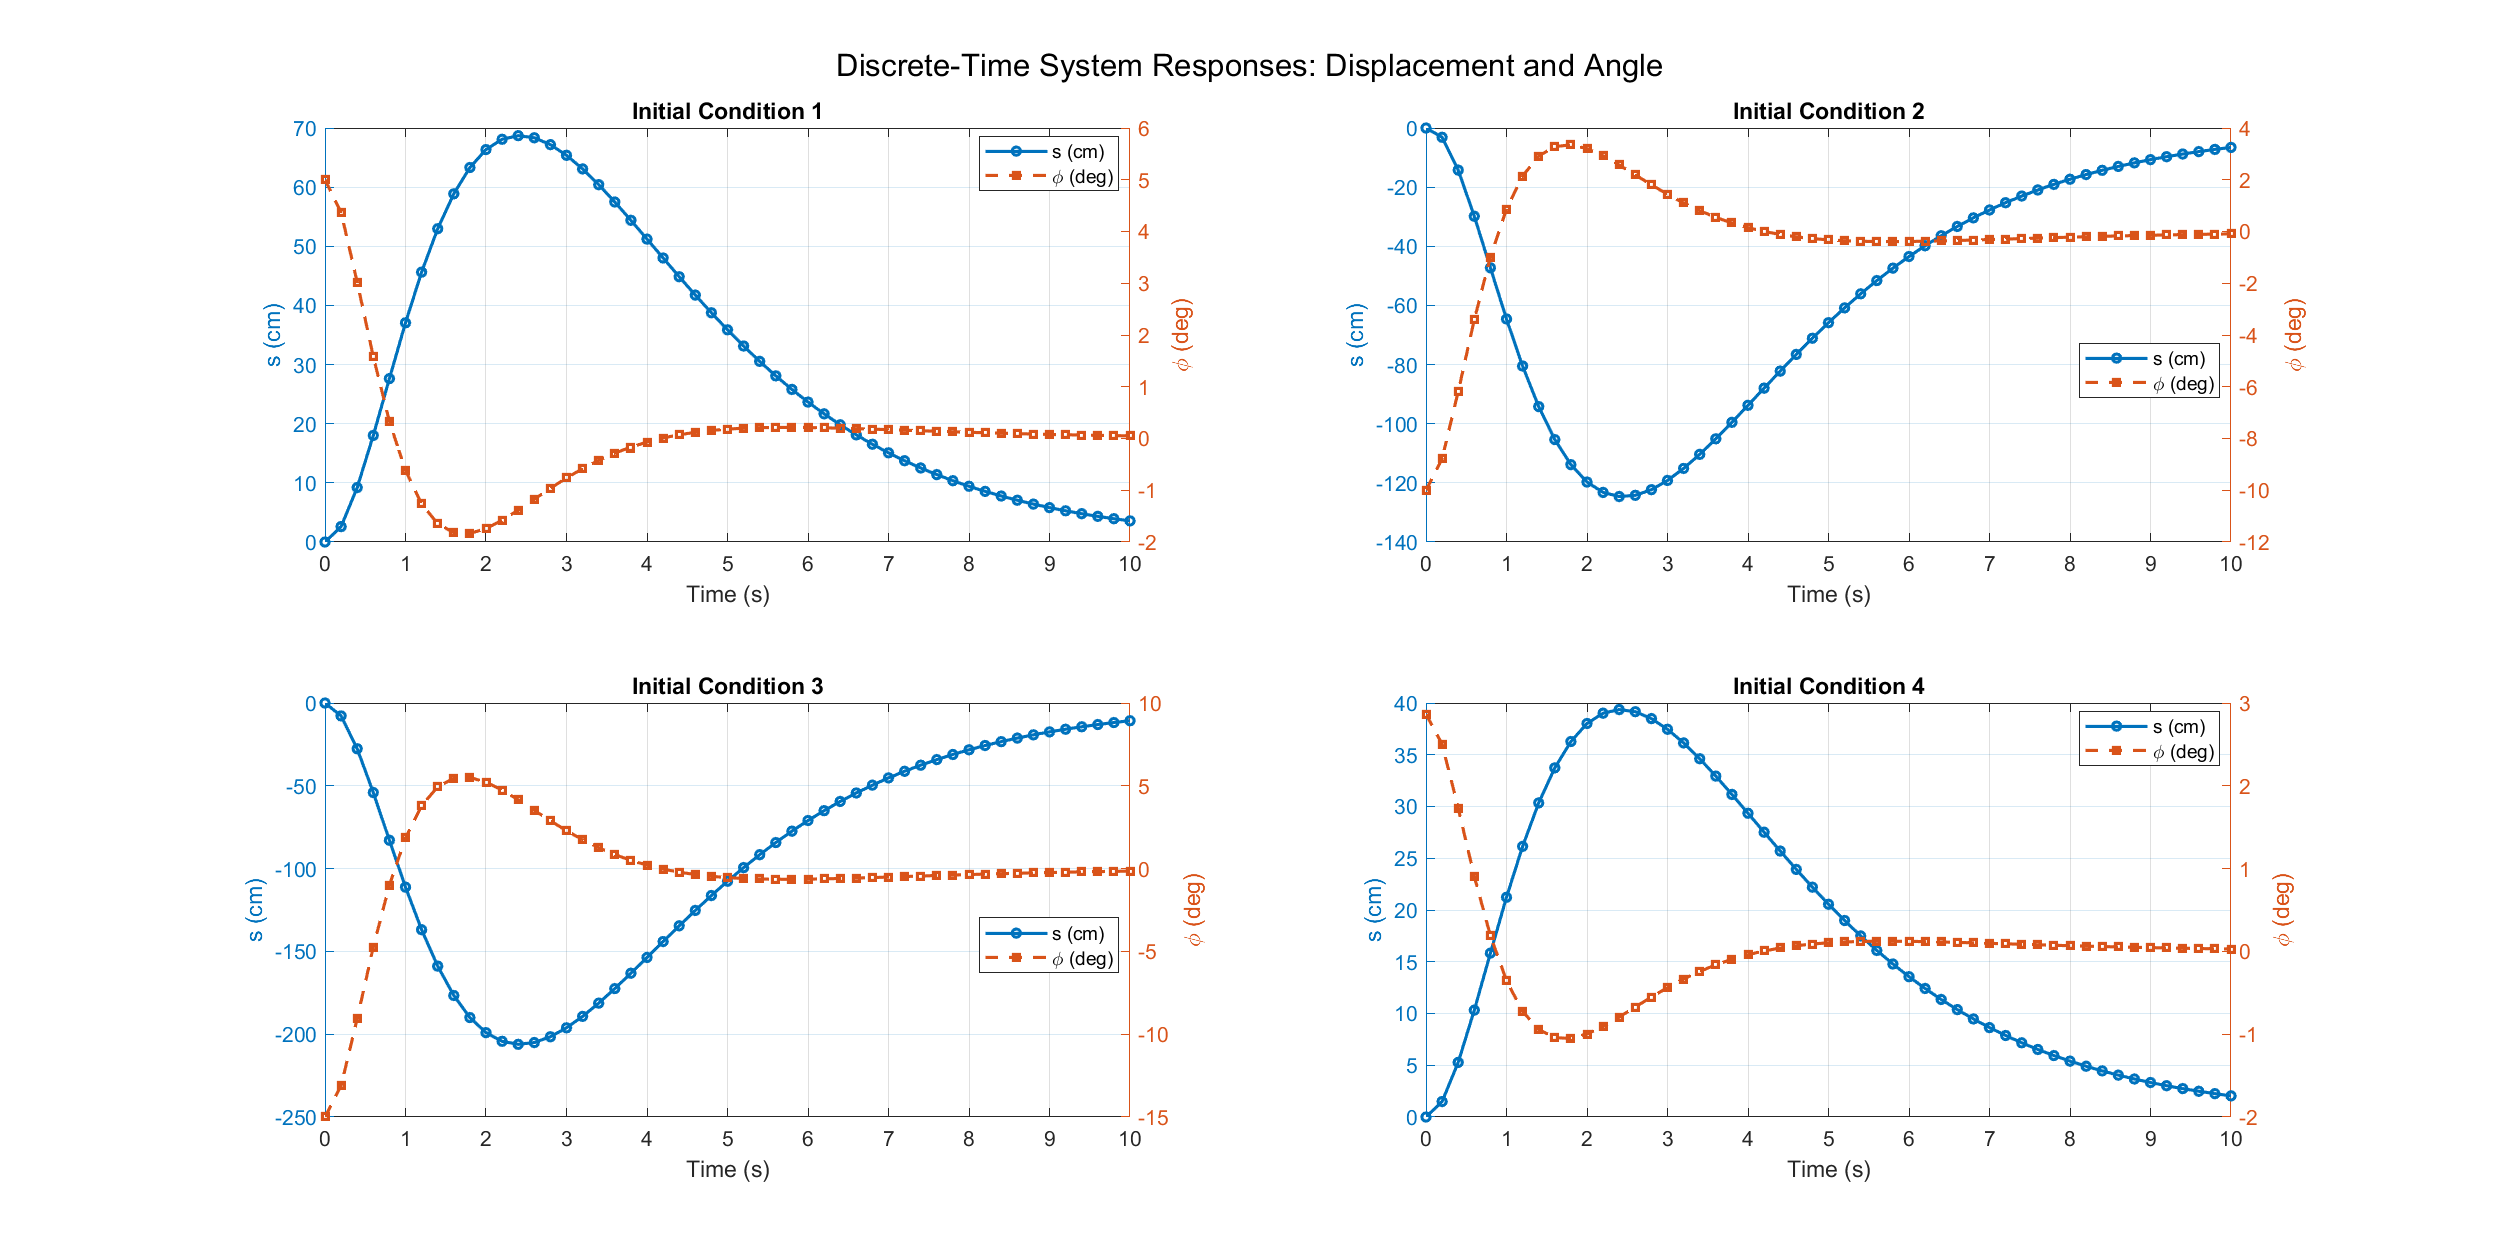 Discrete-Time System Responses: Displacement and Angle
Initial Condition 1
70
60
50
40
30
20
10
0
s (cm)
6
5
4
3
2
1
0
-1
-2
ϕ (deg)
s (cm)
ϕ (deg)
0 1 2 3 4 5 6 7 8 9 10
Time (s)
Initial Condition 2
0
-20
-40
-60
-80
-100
-120
-140
s (cm)
4
2
0
-2
-4
-6
-8
-10
-12
ϕ (deg)
s (cm)
ϕ (deg)
0 1 2 3 4 5 6 7 8 9 10
Time (s)
Initial Condition 3
0
-50
-100
-150
-200
-250
s (cm)
10
5
0
-5
-10
-15
ϕ (deg)
s (cm)
ϕ (deg)
0 1 2 3 4 5 6 7 8 9 10
Time (s)
Initial Condition 4
40
35
30
25
20
15
10
5
0
s (cm)
3
2
1
0
-1
-2
ϕ (deg)
s (cm)
ϕ (deg)
0 1 2 3 4 5 6 7 8 9 10
Time (s)